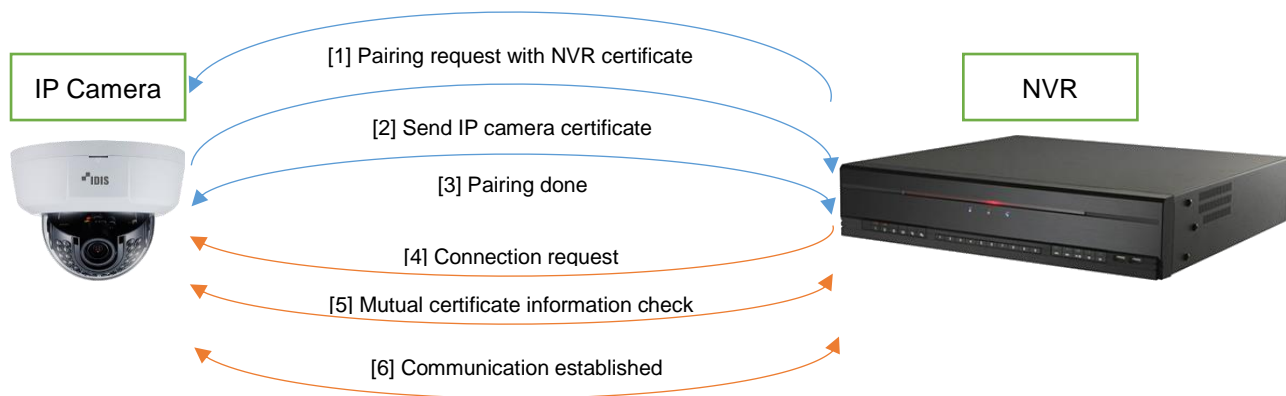 [1] Pairing request with NVR certificate
IP Camera
NVR
[2] Send IP camera certificate
IDIS
[3] Pairing done
[4] Connection request
[5] Mutual certificate information check
[6] Communication established